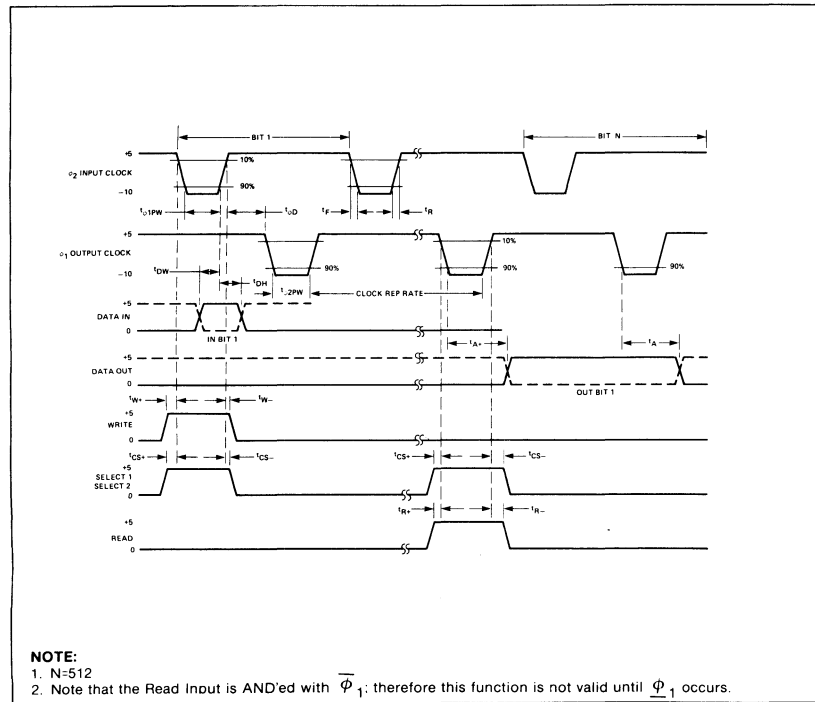 BIT 1 BIT N
+5
10%
φ2 INPUT CLOCK
90%
-10
tφ1PW tφD tF tR
+5
φ1 OUTPUT CLOCK
10%
-10
90% 90% 90%
tDW
tDH
t-2PW CLOCK REP RATE
+5
DATA IN
0
IN BIT 1
tA+ tA
+5
DATA OUT
0
OUT BIT 1
tW+ tW-
+5
WRITE
0
tCS+ tCS- tCS+ tCS-
+5
SELECT 1
SELECT 2
0
tR+ tR-
+5
READ
0
NOTE:
1. N=512
2. Note that the Read Input is AND'ed with φ̅1; therefore this function is not valid until φ̲1 occurs.